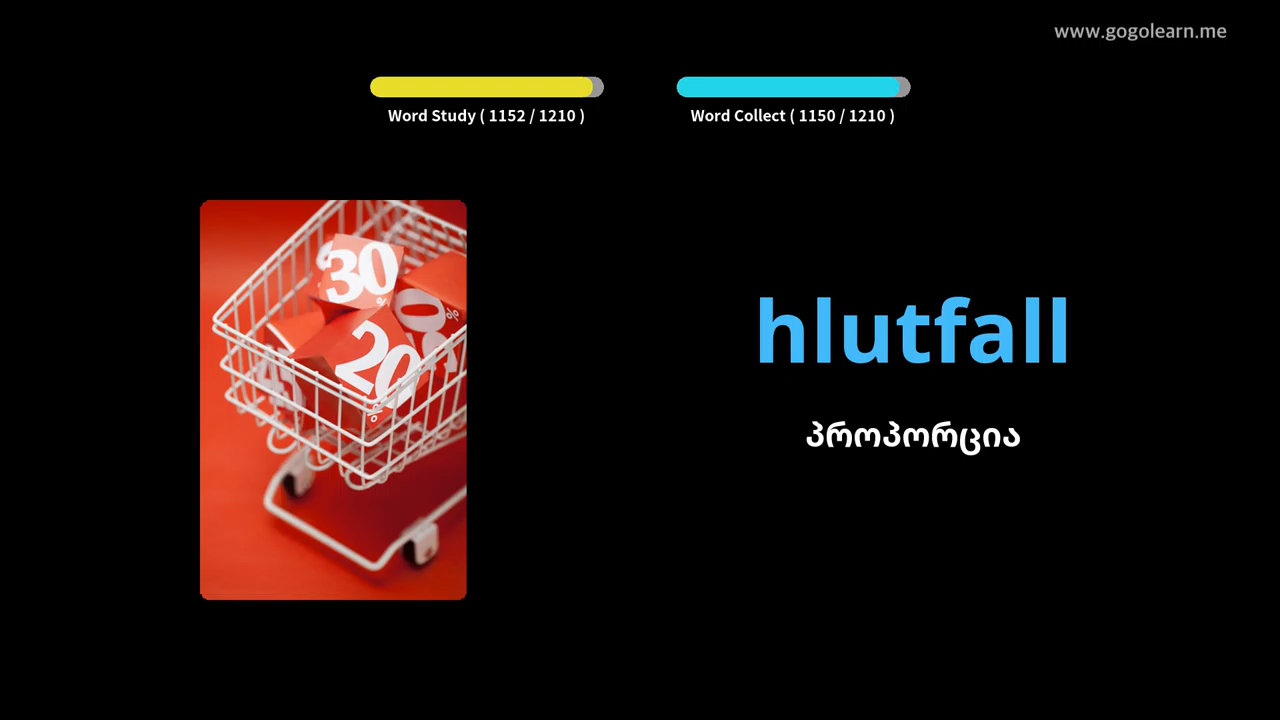 www.gogolearn.me
Word Study ( 1152 / 1210 )
Word Collect ( 1150 / 1210 )
30
%
20
%
hlutfall
პროპორცია